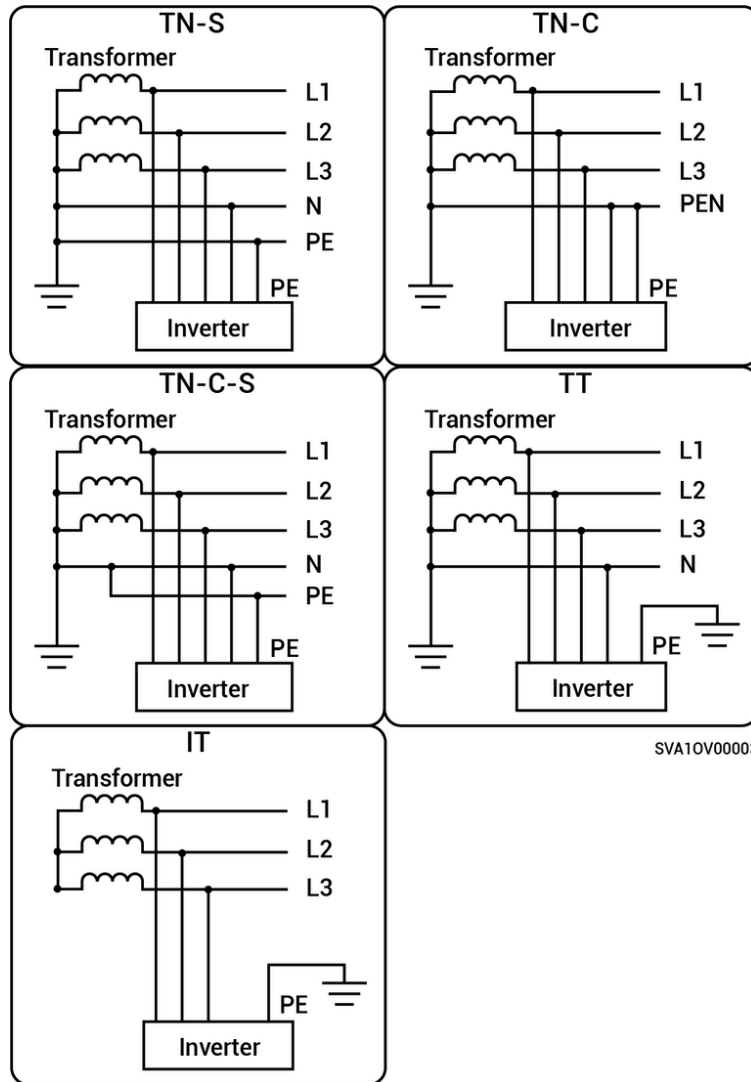 TN-S
Transformer
L1
L2
L3
N
PE
PE
Inverter
TN-C
Transformer
L1
L2
L3
PEN
PE
Inverter
TN-C-S
Transformer
L1
L2
L3
N
PE
PE
Inverter
TT
Transformer
L1
L2
L3
N
PE
Inverter
IT
Transformer
L1
L2
L3
PE
Inverter